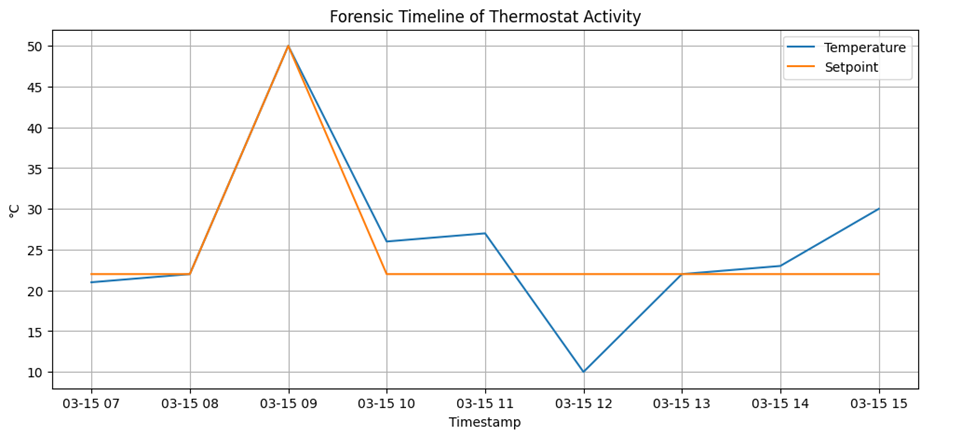 Forensic Timeline of Thermostat Activity
Temperature
Setpoint
50
45
40
35
30
25
20
15
10
°C
03-15 07 03-15 08 03-15 09 03-15 10 03-15 11 03-15 12 03-15 13 03-15 14 03-15 15
Timestamp